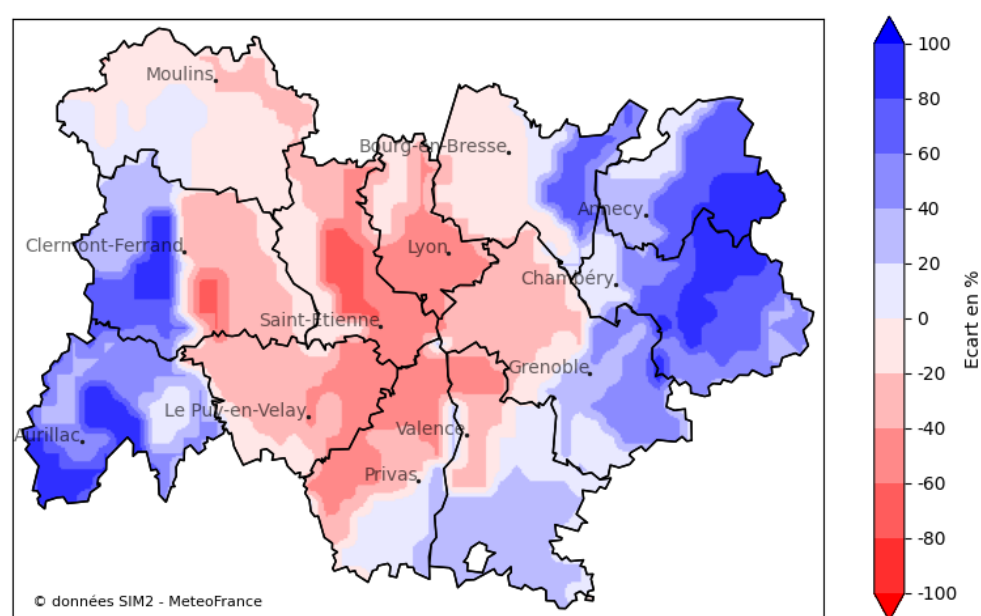 Moulins
100
80
60
40
20
0
-20
-40
-60
-80
-100
Ecart en %
Bourg-en-Bresse
Annecy
Clermont-Ferrand
Lyon
Chambéry
Saint-Etienne
Grenoble
Le Puy-en-Velay
Aurillac
Valence
Privas
© données SIM2 - MeteoFrance